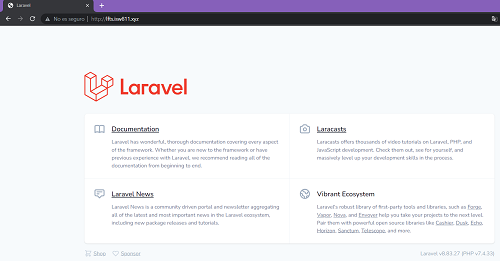 Laravel
No es seguro | http://lfts.isw811.xyz
Laravel
Documentation
Laravel has wonderful, thorough documentation covering every aspect
of the framework. Whether you are new to the framework or have
previous experience with Laravel, we recommend reading all of the
documentation from beginning to end.
Laracasts
Laracasts offers thousands of video tutorials on Laravel, PHP, and
JavaScript development. Check them out, see for yourself, and
massively level up your development skills in the process.
Laravel News
Laravel News is a community driven portal and newsletter aggregating
all of the latest and most important news in the Laravel ecosystem,
including new package releases and tutorials.
Vibrant Ecosystem
Laravel's robust library of first-party tools and libraries, such as Forge,
Vapor, Nova, and Envoyer help you take your projects to the next level.
Pair them with powerful open source libraries like Cashier, Dusk, Echo,
Horizon, Sanctum, Telescope, and more.
Shop
Sponsor
Laravel v8.83.27 (PHP v7.4.33)